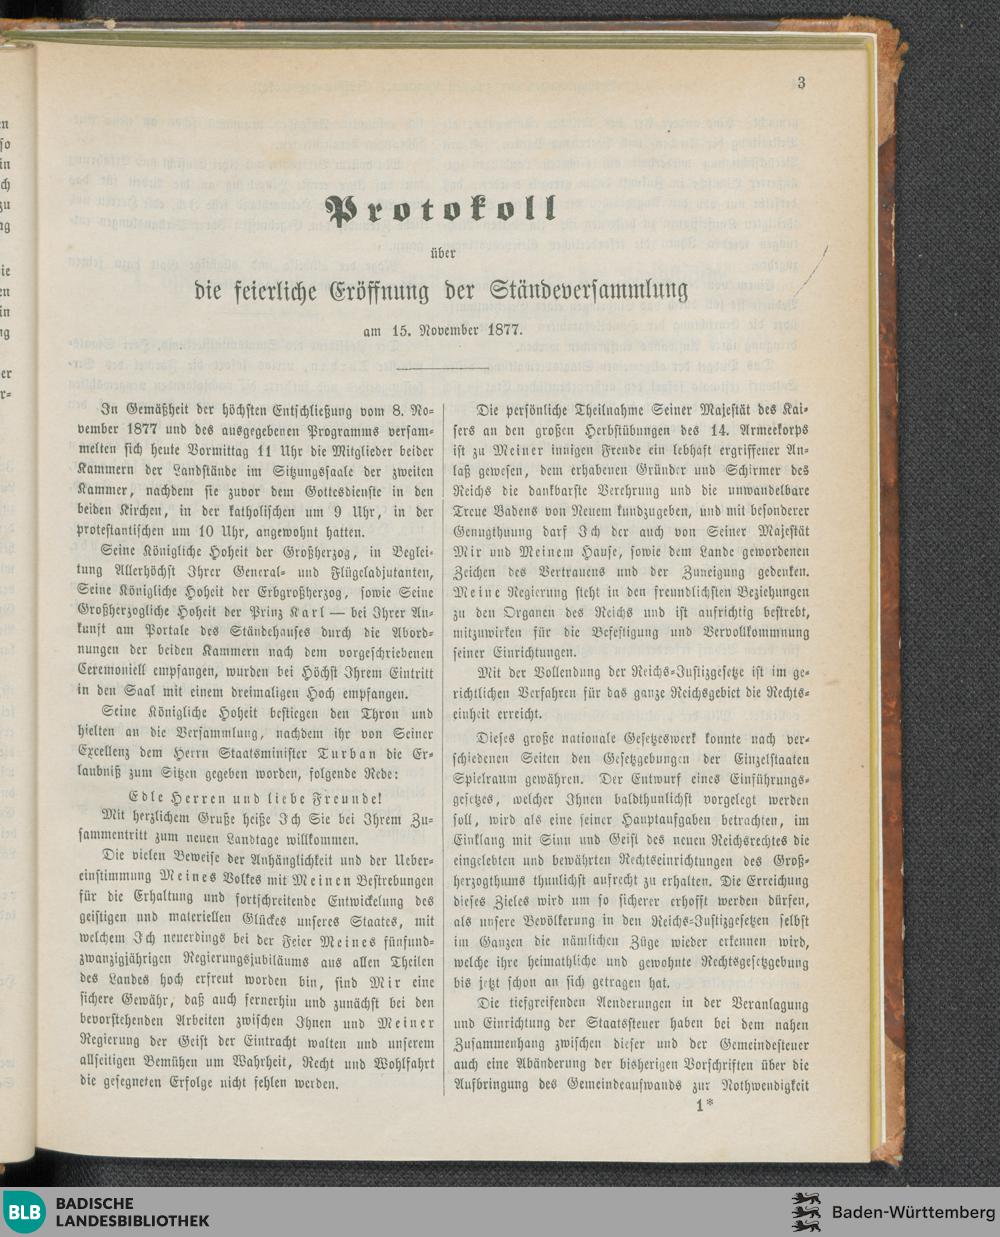 3
Protokoll
über
die feierliche Eröffnung der Ständeversammlung
am 15. November 1877.
In Gemäßheit der höchsten Entschließung vom 8. No-
vember 1877 und des ausgegebenen Programms versam-
melten sich heute Vormittag 11 Uhr die Mitglieder beider
Kammern der Landstände im Sitzungssaale der zweiten
Kammer, nachdem sie zuvor dem Gottesdienste in den
beiden Kirchen, in der katholischen um 9 Uhr, in der
protestantischen um 10 Uhr, angewohnt hatten.
Seine Königliche Hoheit der Großherzog, in Beglei-
tung Allerhöchst Ihrer General- und Flügeladjutanten,
Seine Königliche Hoheit der Erbgroßherzog, sowie Seine
Großherzogliche Hoheit der Prinz Karl — bei Ihrer An-
kunft am Portale des Ständehauses durch die Abord-
nungen der beiden Kammern nach dem vorgeschriebenen
Ceremoniell empfangen, wurden bei Höchst Ihrem Eintritt
in den Saal mit einem dreimaligen Hoch empfangen.
Seine Königliche Hoheit bestiegen den Thron und
hielten an die Versammlung, nachdem ihr von Seiner
Excellenz dem Herrn Staatsminister Turban die Er-
laubniß zum Sitzen gegeben worden, folgende Rede:
Edle Herren und liebe Freunde!
Mit herzlichem Gruße heiße Ich Sie bei Ihrem Zu-
sammentritt zum neuen Landtage willkommen.
Die vielen Beweise der Anhänglichkeit und der Ueber-
einstimmung Meines Volkes mit Meinen Bestrebungen
für die Erhaltung und fortschreitende Entwickelung des
geistigen und materiellen Glückes unseres Staates, mit
welchem Ich neuerdings bei der Feier Meines fünfund-
zwanzigjährigen Regierungsjubiläums aus allen Theilen
des Landes hoch erfreut worden bin, sind Mir eine
sichere Gewähr, daß auch fernerhin und zunächst bei den
bevorstehenden Arbeiten zwischen Ihnen und Meiner
Regierung der Geist der Eintracht walten und unserem
allseitigen Bemühen um Wahrheit, Recht und Wohlfahrt
die gesegneten Erfolge nicht fehlen werden.
Die persönliche Theilnahme Seiner Majestät des Kai-
sers an den großen Herbstübungen des 14. Armeekorps
ist zu Meiner innigen Freude ein lebhaft ergriffener An-
laß gewesen, dem erhabenen Gründer und Schirmer des
Reichs die dankbarste Verehrung und die unwandelbare
Treue Badens von Neuem kundzugeben, und mit besonderer
Genugthuung darf Ich der auch von Seiner Majestät
Mir und Meinem Hause, sowie dem Lande gewordenen
Zeichen des Vertrauens und der Zuneigung gedenken.
Meine Regierung steht in den freundlichsten Beziehungen
zu den Organen des Reichs und ist aufrichtig bestrebt,
mitzuwirken für die Befestigung und Vervollkommnung
seiner Einrichtungen.
Mit der Vollendung der Reichs-Justizgesetze ist im ge-
richtlichen Verfahren für das ganze Reichsgebiet die Rechts-
einheit erreicht.
Dieses große nationale Gesetzeswerk konnte nach ver-
schiedenen Seiten den Gesetzgebungen der Einzelstaaten
Spielraum gewähren. Der Entwurf eines Einführungs-
gesetzes, welcher Ihnen baldthunlichst vorgelegt werden
soll, wird als eine seiner Hauptaufgaben betrachten, im
Einklang mit Sinn und Geist des neuen Reichsrechtes die
eingelebten und bewährten Rechtseinrichtungen des Groß-
herzogthums thunlichst aufrecht zu erhalten. Die Erreichung
dieses Zieles wird um so sicherer erhofft werden dürfen,
als unsere Bevölkerung in den Reichs-Justizgesetzen selbst
im Ganzen die nämlichen Züge wieder erkennen wird,
welche ihre heimathliche und gewohnte Rechtsgesetzgebung
bis jetzt schon an sich getragen hat.
Die tiefgreifenden Aenderungen in der Veranlagung
und Einrichtung der Staatssteuer haben bei dem nahen
Zusammenhang zwischen dieser und der Gemeindesteuer
auch eine Abänderung der bisherigen Vorschriften über die
Aufbringung des Gemeindeaufwands zur Nothwendigkeit
1*
BLB BADISCHE
LANDESBIBLIOTHEK
Baden-Württemberg